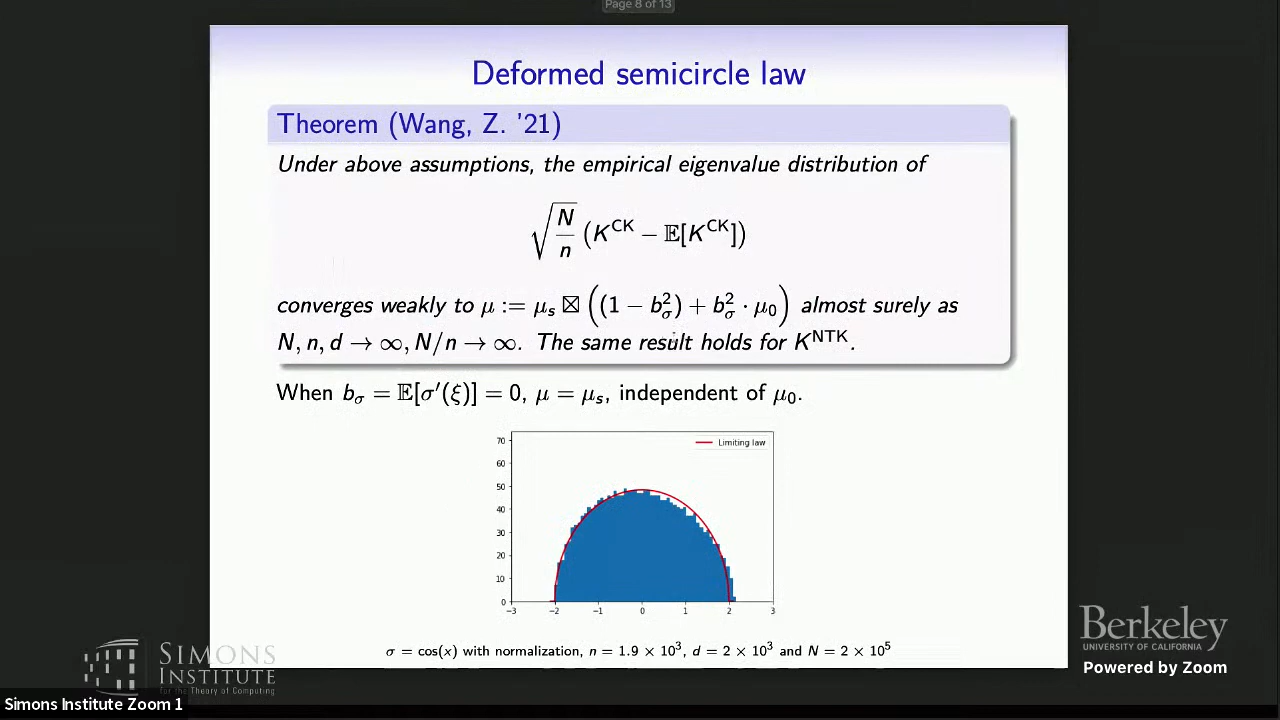 Page 8 of 13
Deformed semicircle law
Theorem (Wang, Z. '21)
Under above assumptions, the empirical eigenvalue distribution of
√(N/n) (K^CK − 𝔼[K^CK])
converges weakly to μ := μ_s ⊠ ((1 − b_σ^2) + b_σ^2 · μ_0) almost surely as
N, n, d → ∞, N/n → ∞. The same result holds for K^NTK.
When b_σ = 𝔼[σ′(ξ)] = 0, μ = μ_s, independent of μ_0.
Limiting law
70
60
50
40
30
20
10
0
−3 −2 −1 0 1 2 3
σ = cos(x) with normalization, n = 1.9 × 10^3, d = 2 × 10^3 and N = 2 × 10^5
SIMONS
INSTITUTE
for the Theory of Computing
Berkeley
UNIVERSITY OF CALIFORNIA
Powered by Zoom
Simons Institute Zoom 1